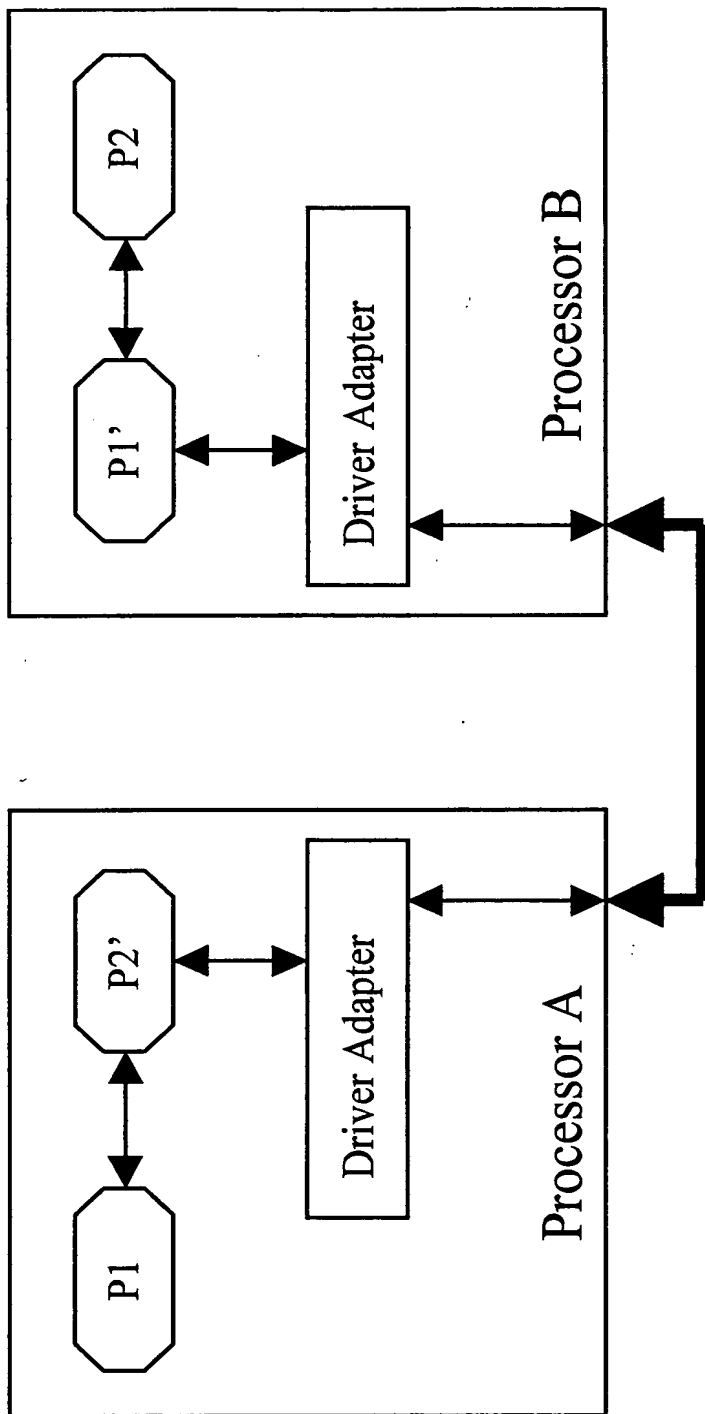 P1
P2’
Driver Adapter
Processor A
P1’
P2
Driver Adapter
Processor B